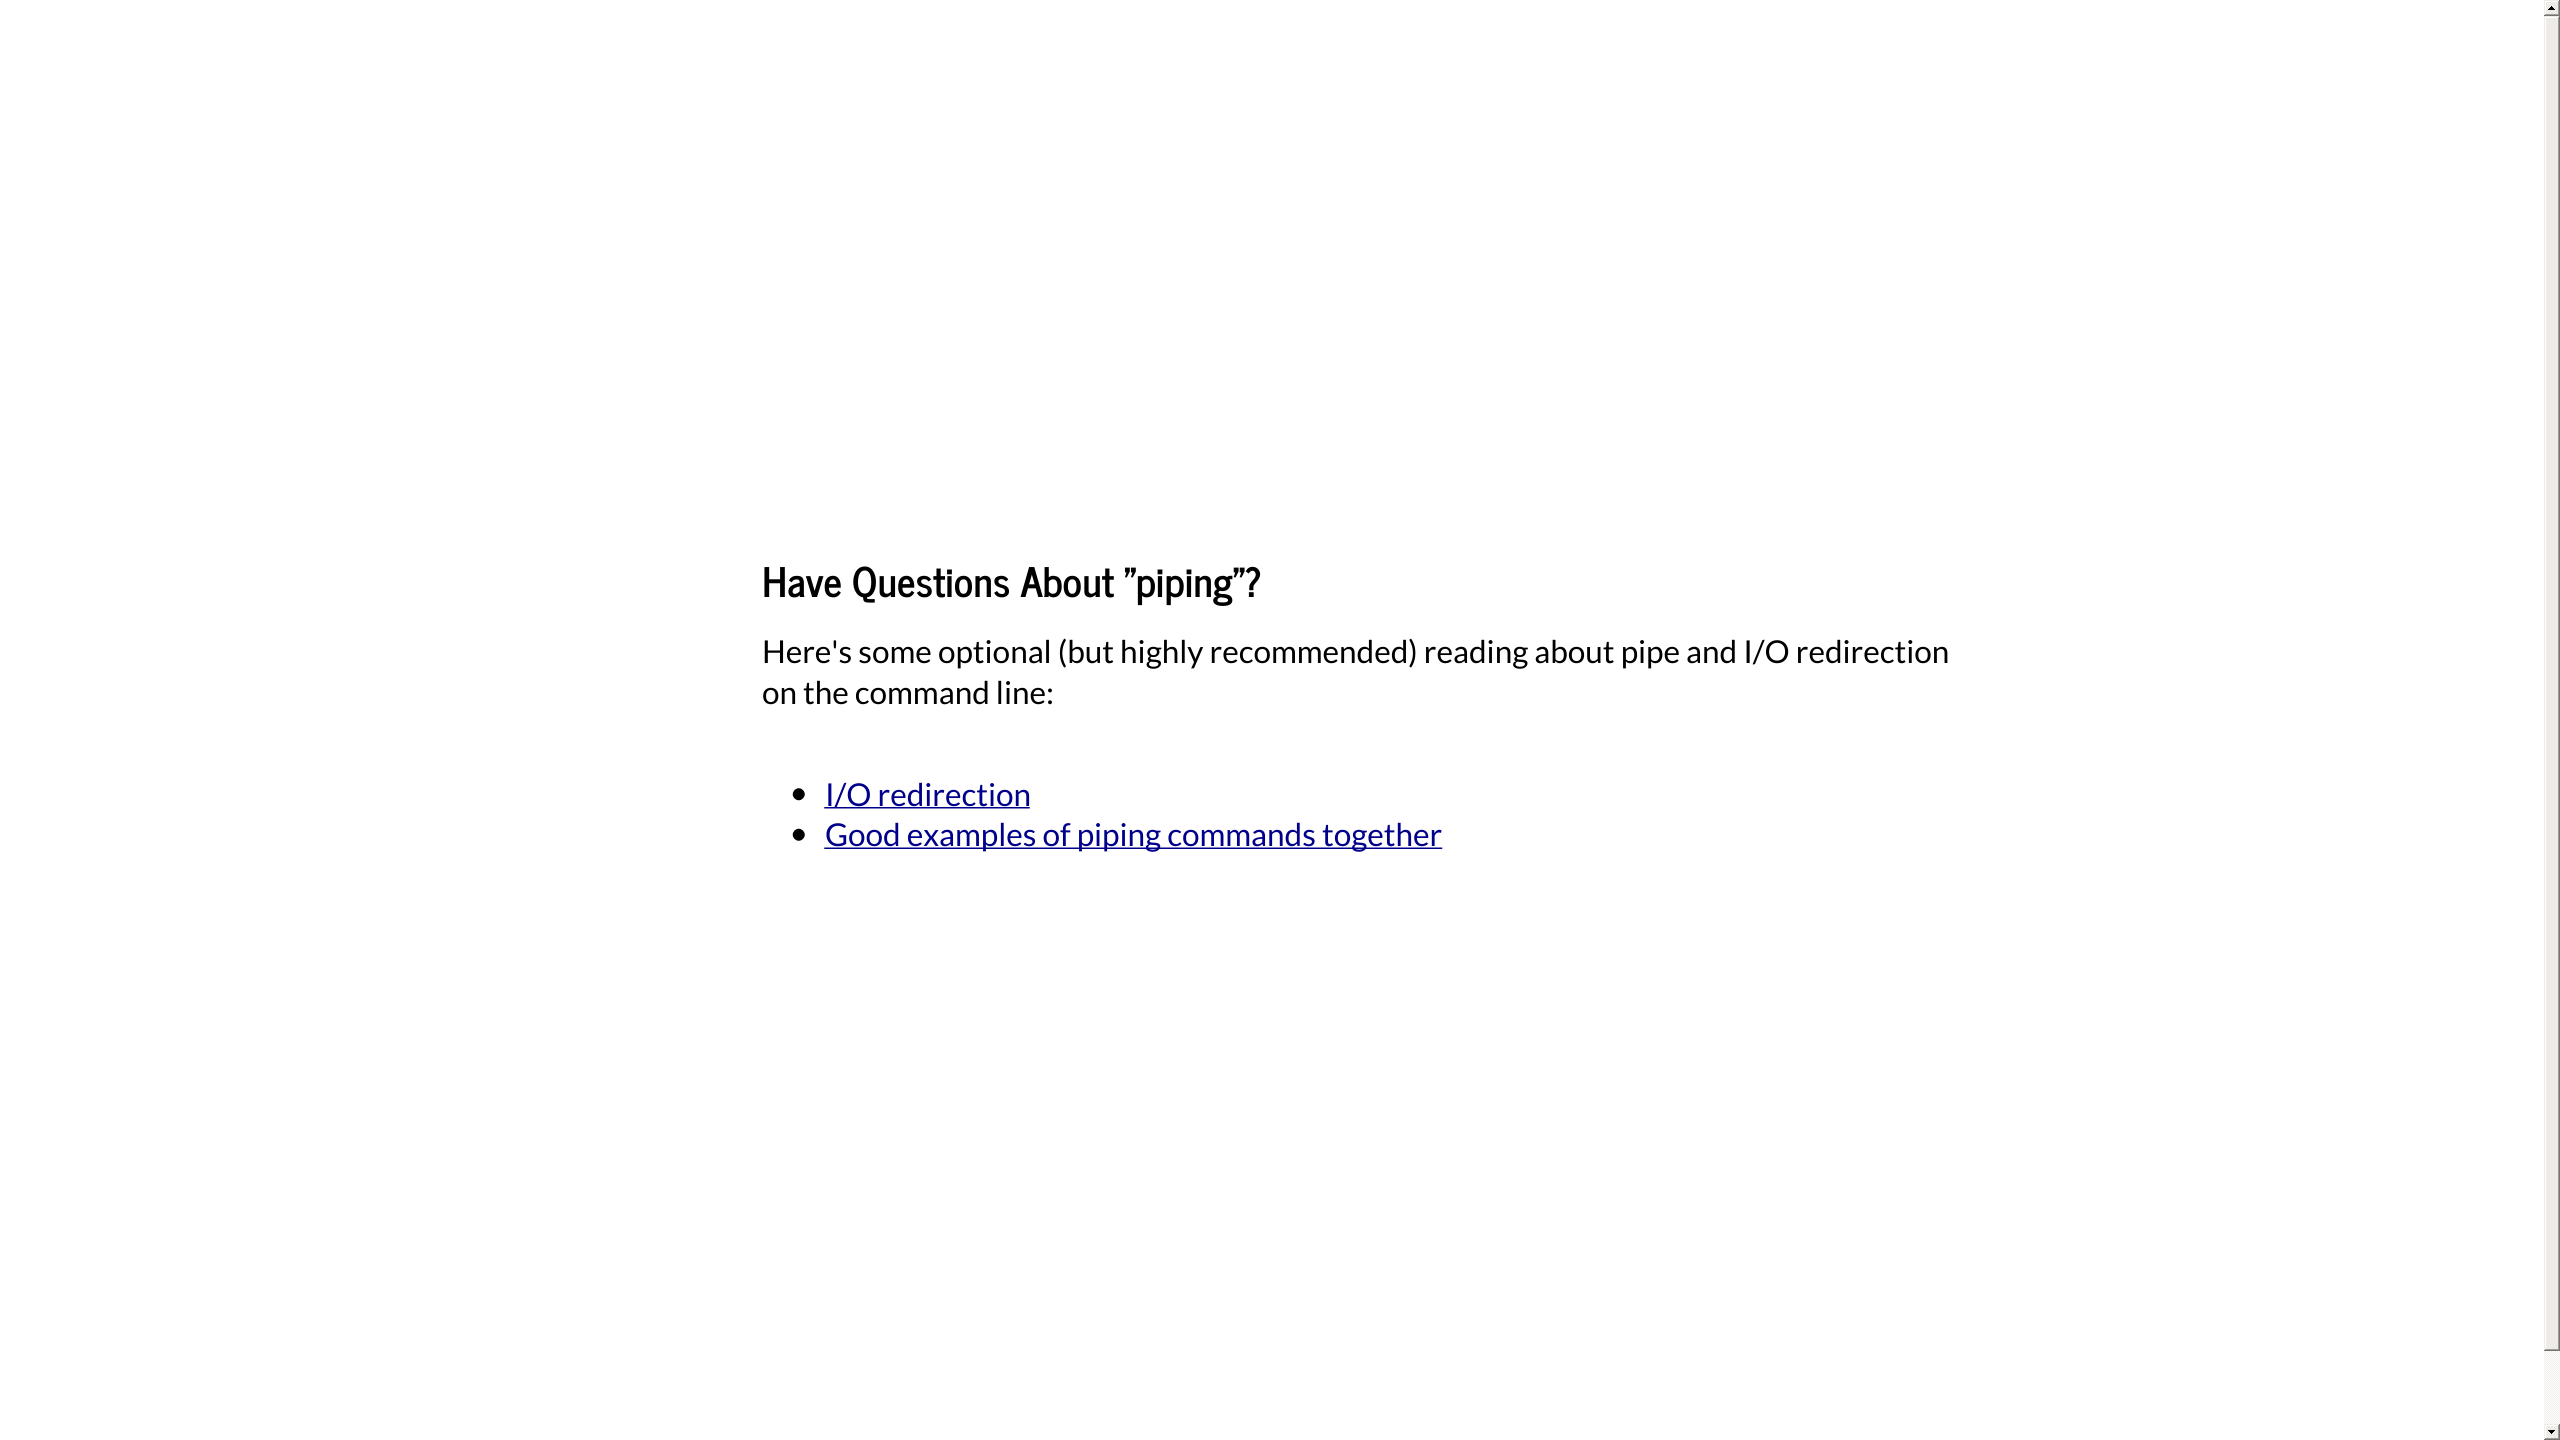 Have Questions About "piping"?
Here's some optional (but highly recommended) reading about pipe and I/O redirection
on the command line:
I/O redirection
Good examples of piping commands together